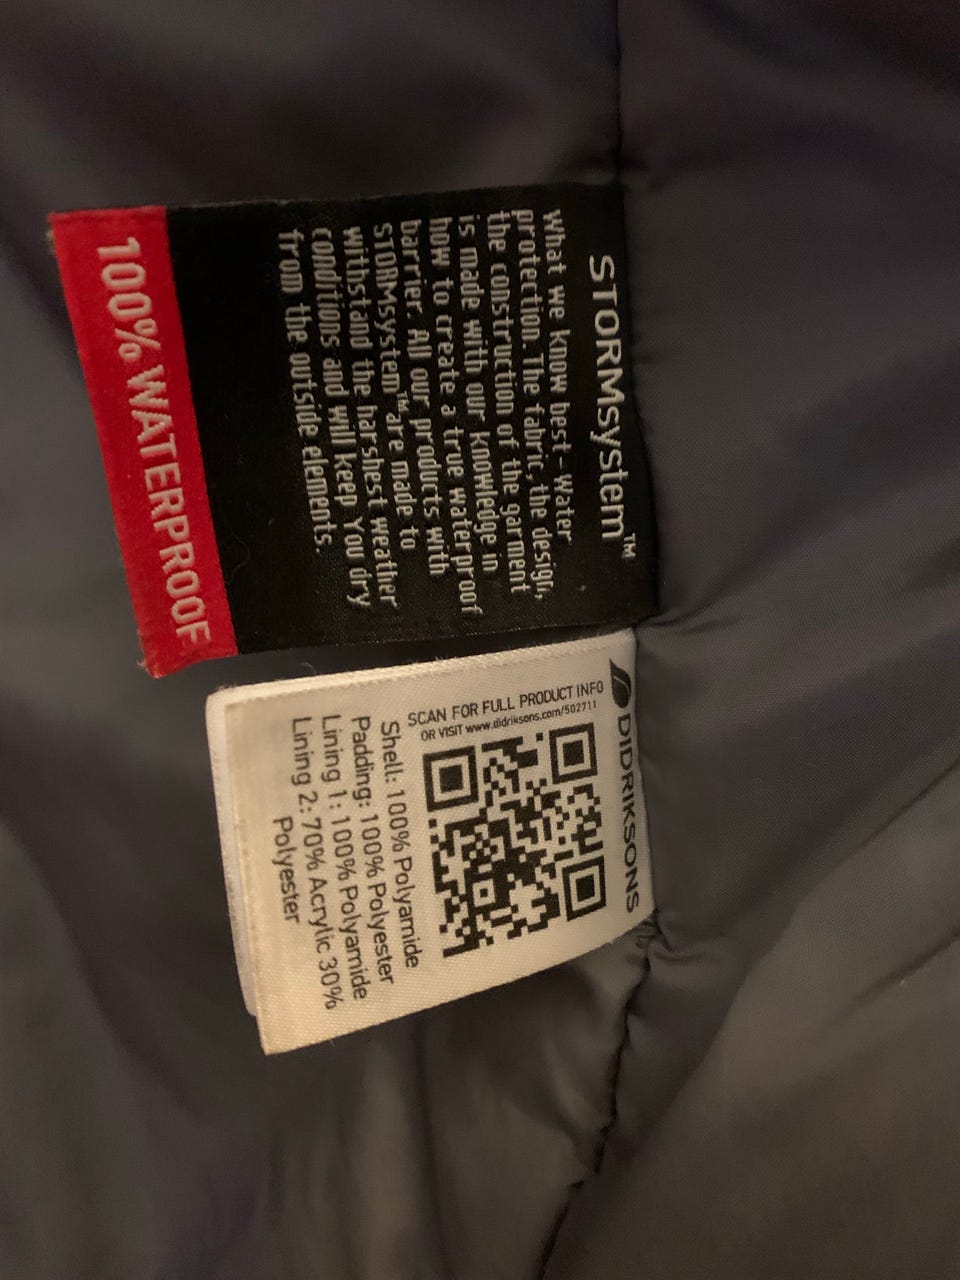 STORMsystem™
What we know best-water
protection. The fabric, the design,
the construction of the garment
is made with our knowledge in
how to create a true waterproof
barrier. All our products with
STORMsystem™are made to
withstand the harshest weather
conditions and will keep you dry
from the outside elements.
100% WATERPROOF
DIDRIKSONS
SCAN FOR FULL PRODUCT INFO
OR VISIT www.didriksons.com/502711
Shell: 100% Polyamide
Padding: 100% Polyester
Lining 1: 100% Polyamide
Lining 2: 70% Acrylic 30%
Polyester